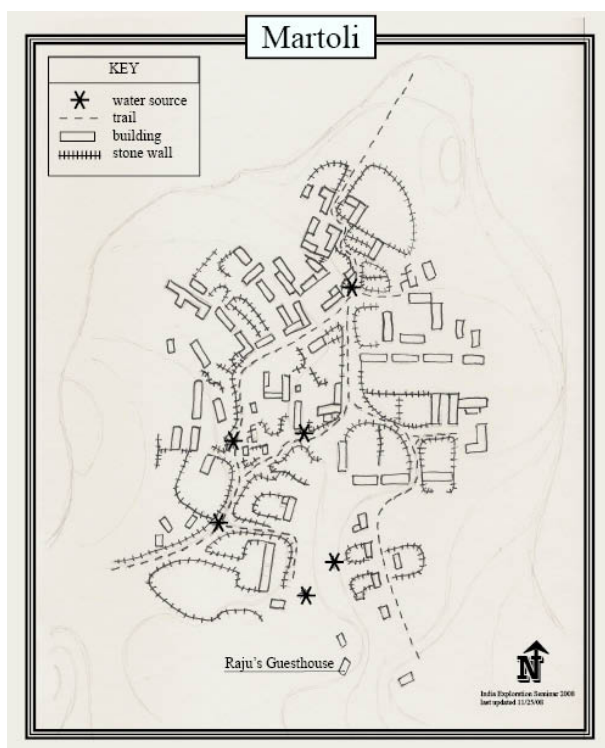 Martoli
KEY
water source
trail
building
stone wall
Raju's Guesthouse
N
India Exploration Seminar 2008
last updated 11/25/08